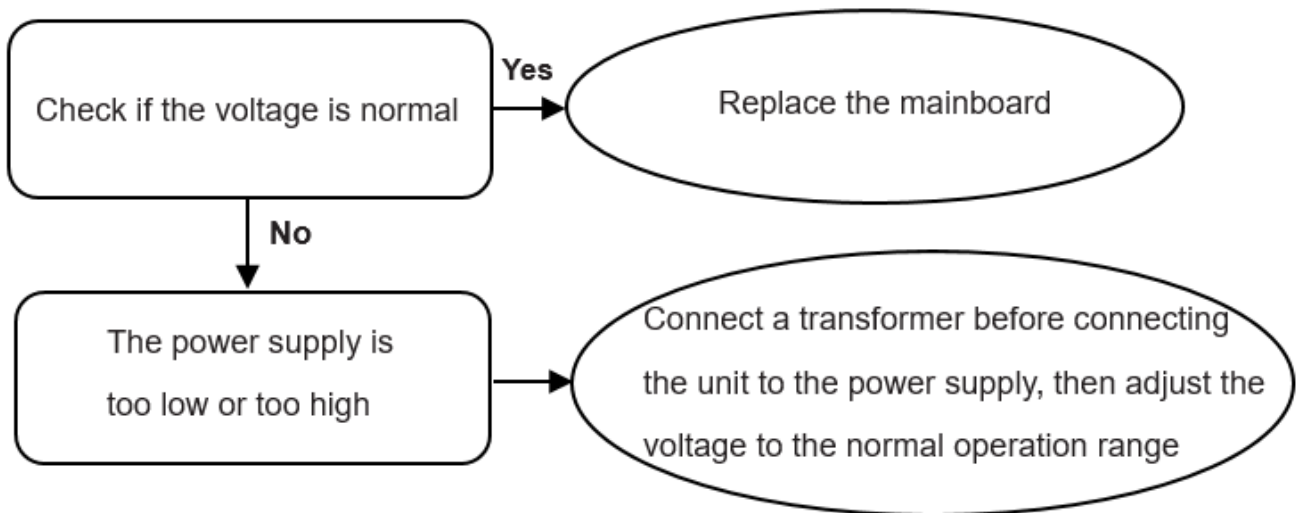 Check if the voltage is normal
Yes
Replace the mainboard
No
The power supply is
too low or too high
Connect a transformer before connecting
the unit to the power supply, then adjust the
voltage to the normal operation range